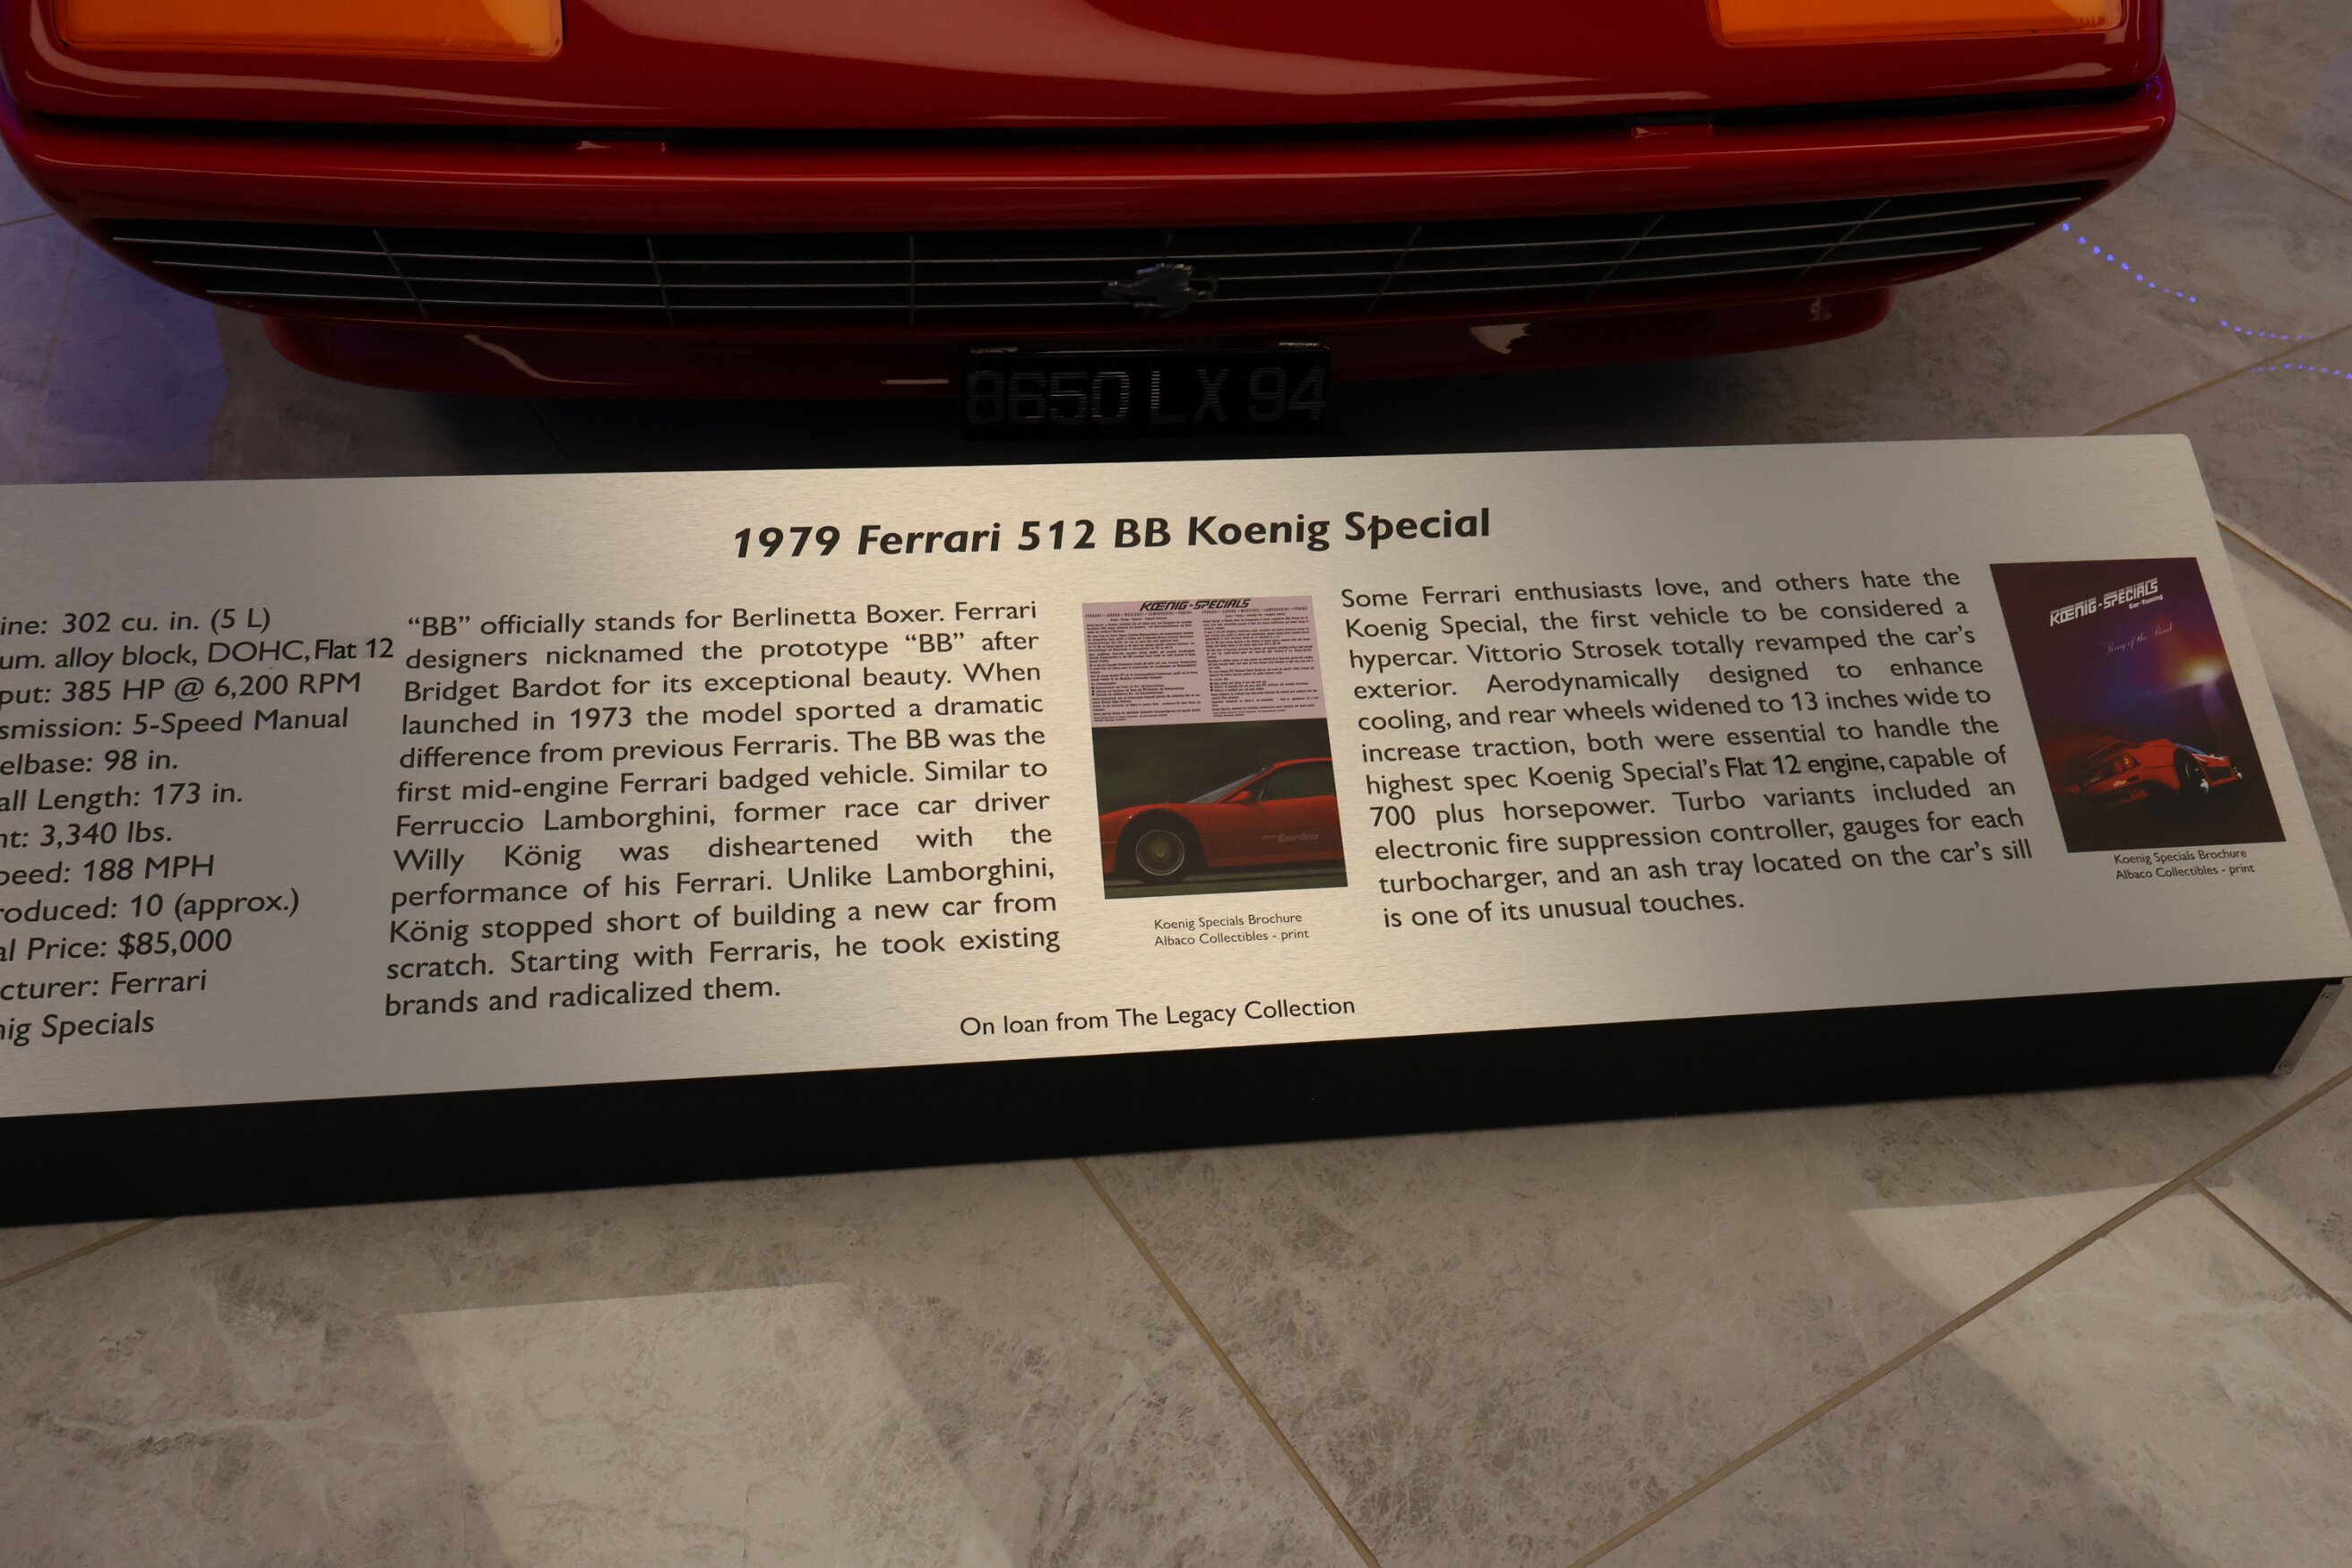 8650 LX 94
1979 Ferrari 512 BB Koenig Special
ine: 302 cu. in. (5 L)
um. alloy block, DOHC, Flat 12
put: 385 HP @ 6,200 RPM
smission: 5-Speed Manual
elbase: 98 in.
all Length: 173 in.
ht: 3,340 lbs.
peed: 188 MPH
roduced: 10 (approx.)
al Price: $85,000
cturer: Ferrari
nig Specials
“BB” officially stands for Berlinetta Boxer. Ferrari
designers nicknamed the prototype “BB” after
Bridget Bardot for its exceptional beauty. When
launched in 1973 the model sported a dramatic
difference from previous Ferraris. The BB was the
first mid-engine Ferrari badged vehicle. Similar to
Ferruccio Lamborghini, former race car driver
Willy König was disheartened with the
performance of his Ferrari. Unlike Lamborghini,
König stopped short of building a new car from
scratch. Starting with Ferraris, he took existing
brands and radicalized them.
KŒNIG-SPECIALS
turbo
Koenig Specials Brochure
Albaco Collectibles - print
Some Ferrari enthusiasts love, and others hate the
Koenig Special, the first vehicle to be considered a
hypercar. Vittorio Strosek totally revamped the car’s
exterior. Aerodynamically designed to enhance
cooling, and rear wheels widened to 13 inches wide to
increase traction, both were essential to handle the
highest spec Koenig Special’s Flat 12 engine, capable of
700 plus horsepower. Turbo variants included an
electronic fire suppression controller, gauges for each
turbocharger, and an ash tray located on the car’s sill
is one of its unusual touches.
KŒNIG-SPECIALS
Car-Tuning
King of the Road
Koenig Specials Brochure
Albaco Collectibles - print
On loan from The Legacy Collection